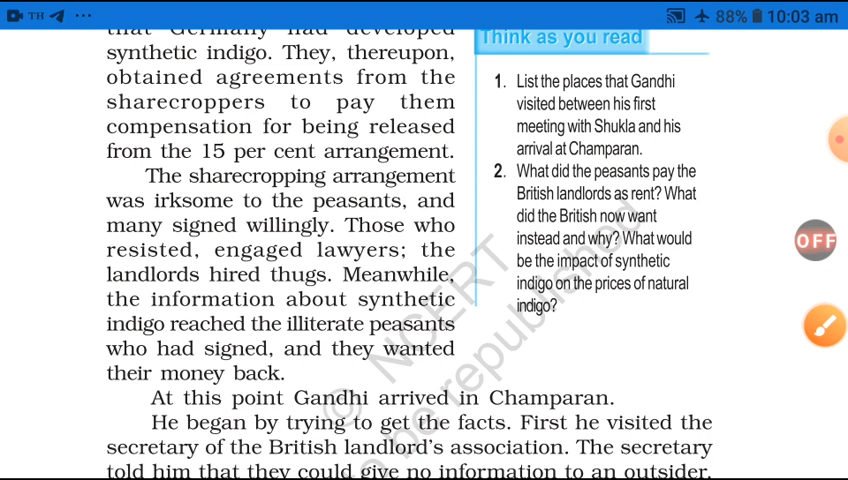 TH 88% 10:03 am
that Germany had developed
synthetic indigo. They, thereupon,
obtained agreements from the
sharecroppers to pay them
compensation for being released
from the 15 per cent arrangement.
The sharecropping arrangement
was irksome to the peasants, and
many signed willingly. Those who
resisted, engaged lawyers; the
landlords hired thugs. Meanwhile,
the information about synthetic
indigo reached the illiterate peasants
who had signed, and they wanted
their money back.
Think as you read
1. List the places that Gandhi
visited between his first
meeting with Shukla and his
arrival at Champaran.
2. What did the peasants pay the
British landlords as rent? What
did the British now want
instead and why? What would
be the impact of synthetic
indigo on the prices of natural
indigo?
OFF
At this point Gandhi arrived in Champaran.
He began by trying to get the facts. First he visited the
secretary of the British landlord's association. The secretary
told him that they could give no information to an outsider.
© NCERT
be republished